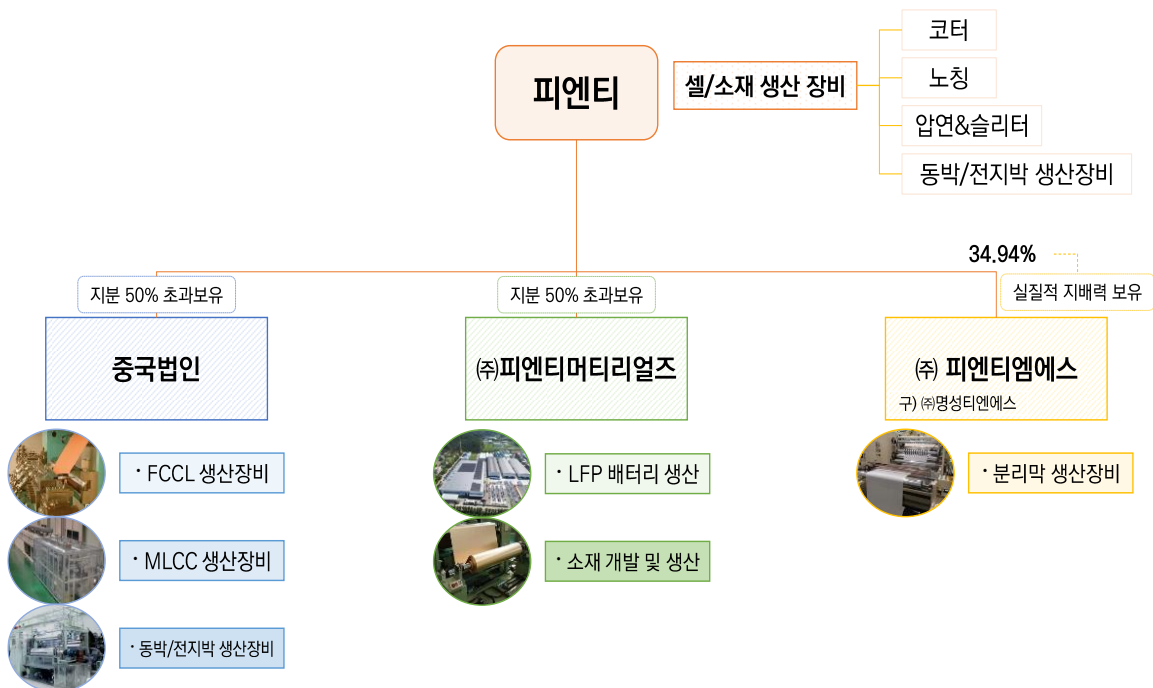 피엔티
셀/소재 생산 장비
코터
노칭
압연&슬리터
동박/전지박 생산장비
34.94%
지분 50% 초과보유
지분 50% 초과보유
실질적 지배력 보유
중국법인
㈜피엔티머티리얼즈
㈜ 피엔티엠에스
구) ㈜명성티엔에스
· FCCL 생산장비
· LFP 배터리 생산
· 분리막 생산장비
· MLCC 생산장비
· 소재 개발 및 생산
· 동박/전지박 생산장비